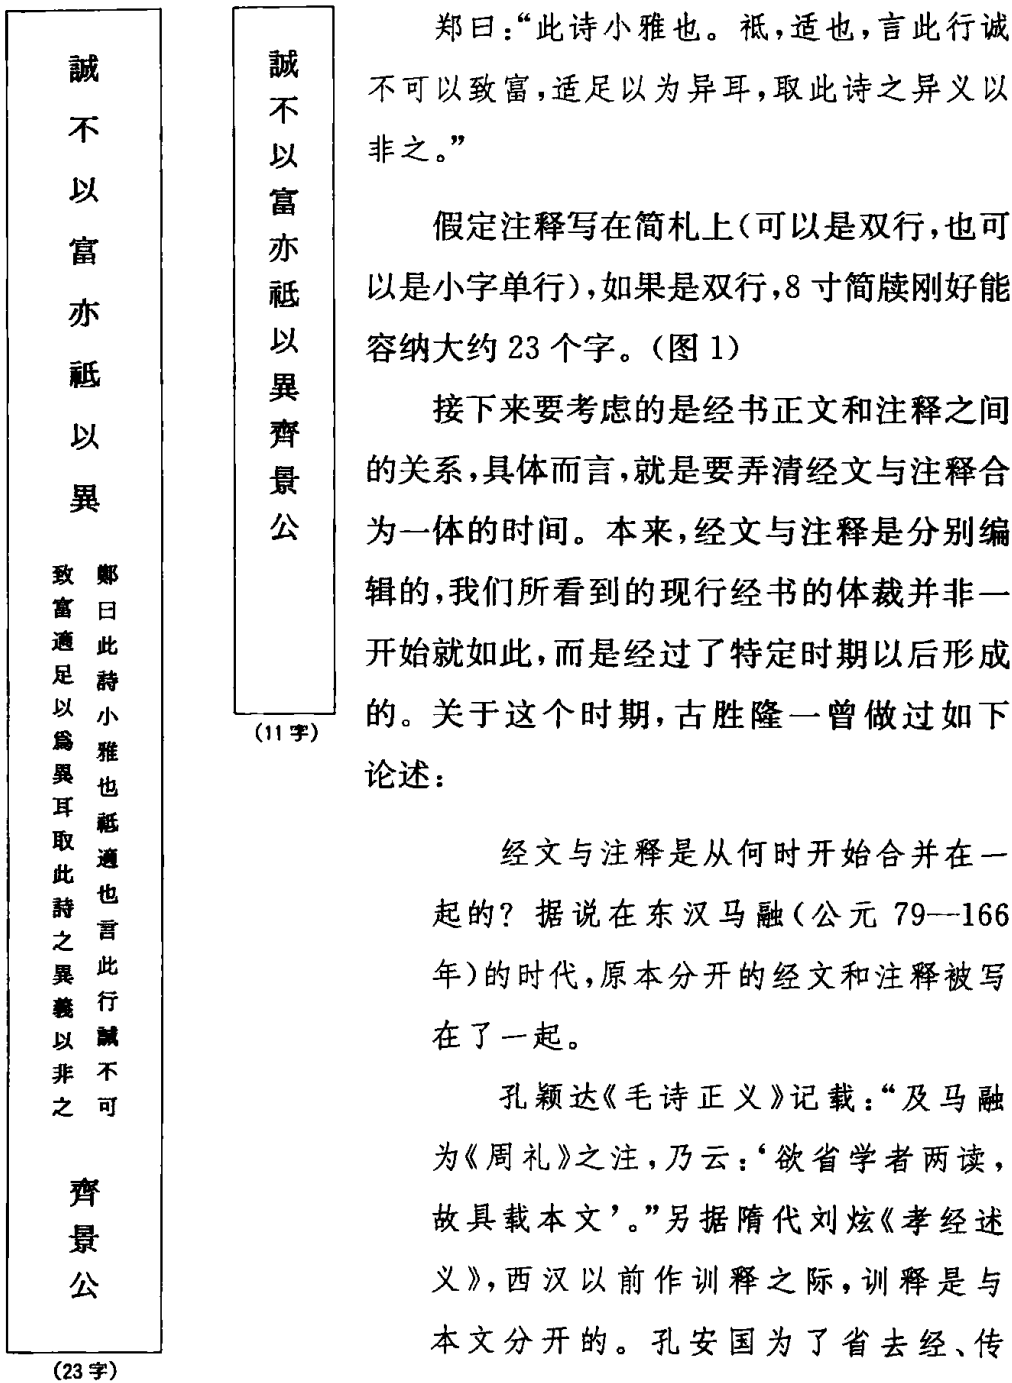 誠不以富亦祗以異
鄭曰此詩小雅也祗適也言此行誠不可
致富適足以爲異耳取此詩之異義以非之
齊景公
(23字)
誠不以富亦祗以異齊景公
(11字)
郑曰：“此诗小雅也。祗，适也，言此行诚
不可以致富，适足以为异耳，取此诗之异义以
非之。”
假定注释写在简札上(可以是双行，也可
以是小字单行)，如果是双行，8寸简牍刚好能
容纳大约23个字。(图1)
接下来要考虑的是经书正文和注释之间
的关系，具体而言，就是要弄清经文与注释合
为一体的时间。本来，经文与注释是分别编
辑的，我们所看到的现行经书的体裁并非一
开始就如此，而是经过了特定时期以后形成
的。关于这个时期，古胜隆一曾做过如下
论述：
经文与注释是从何时开始合并在一
起的？据说在东汉马融(公元79—166
年)的时代，原本分开的经文和注释被写
在了一起。
孔颖达《毛诗正义》记载：“及马融
为《周礼》之注，乃云：‘欲省学者两读，
故具载本文’。”另据隋代刘炫《孝经述
义》，西汉以前作训释之际，训释是与
本文分开的。孔安国为了省去经、传